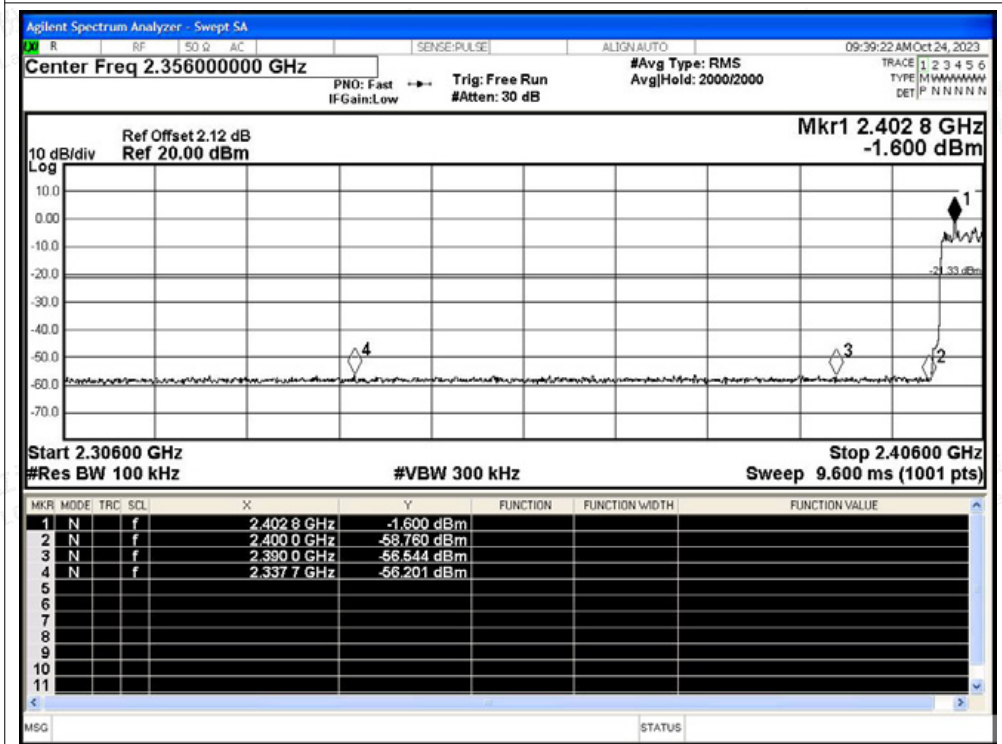 Agilent Spectrum Analyzer - Swept SA
LXI R RF 50 Ω AC SENSE:PULSE ALIGN AUTO 09:39:22 AM Oct 24, 2023
Center Freq 2.356000000 GHz #Avg Type: RMS TRACE 1 2 3 4 5 6
PNO: Fast Trig: Free Run Avg|Hold: 2000/2000 TYPE M WWWWW
IFGain:Low #Atten: 30 dB DET P N N N N N
Mkr1 2.402 8 GHz
Ref Offset 2.12 dB
10 dB/div Ref 20.00 dBm -1.600 dBm
Log
10.0
1
0.00
-10.0
-20.0
-21.33 dBm
-30.0
-40.0
4 3
-50.0
2
-60.0
-70.0
Start 2.30600 GHz Stop 2.40600 GHz
#Res BW 100 kHz #VBW 300 kHz Sweep 9.600 ms (1001 pts)
MKR MODE TRC SCL X Y FUNCTION FUNCTION WIDTH FUNCTION VALUE
1 N f 2.402 8 GHz -1.600 dBm
2 N f 2.400 0 GHz -58.760 dBm
3 N f 2.390 0 GHz -56.544 dBm
4 N f 2.337 7 GHz -56.201 dBm
5
6
7
8
9
10
11
MSG STATUS